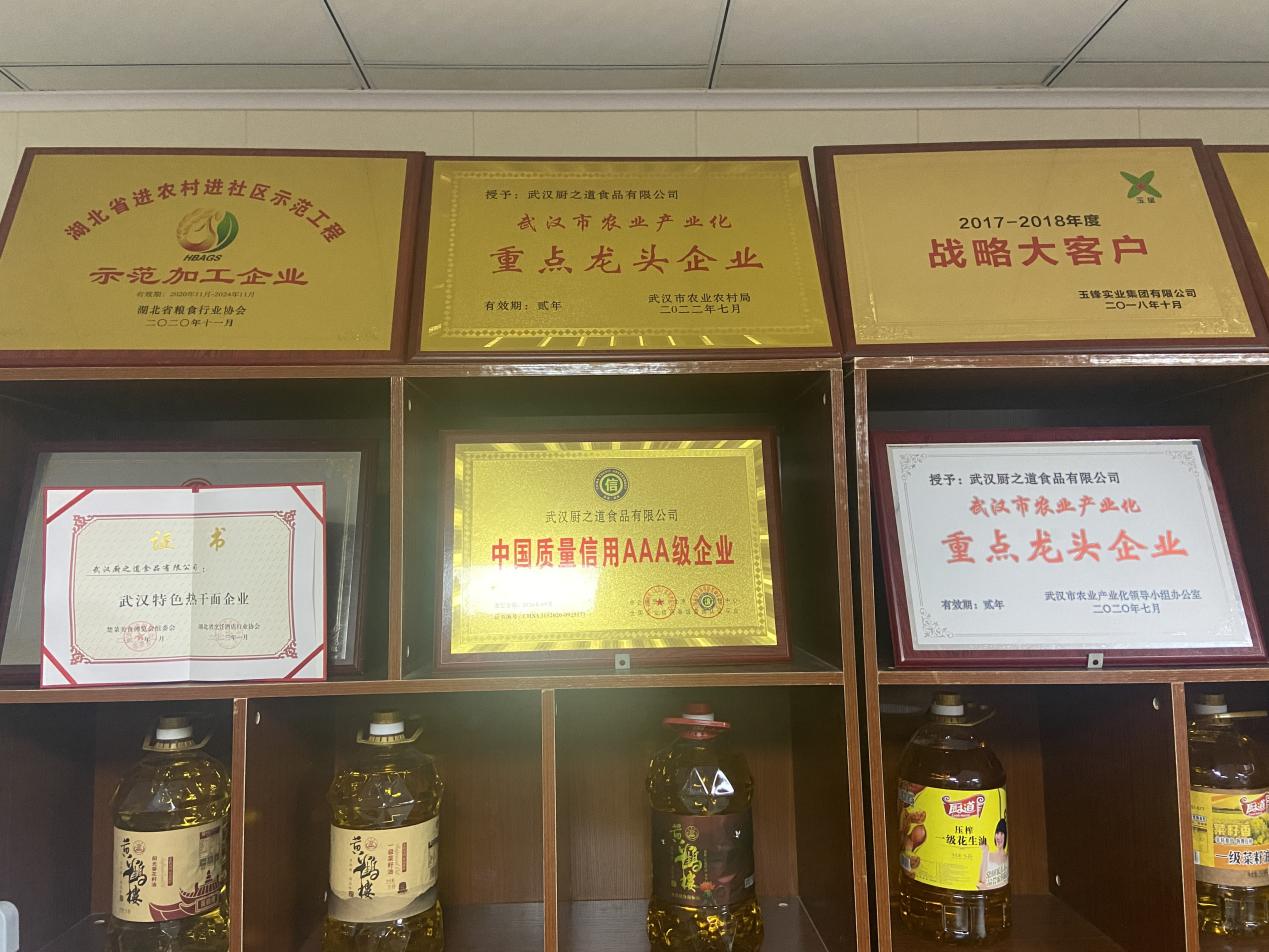 湖北省进农村进社区示范工程
HBAGS
示范加工企业
有效期：2020年11月-2024年11月
湖北省粮食行业协会
二〇二〇年十一月
授予：武汉厨之道食品有限公司
武汉市农业产业化
重点龙头企业
有效期：贰年
武汉市农业农村局
二〇二二年七月
玉星
2017-2018年度
战略大客户
玉锋实业集团有限公司
二〇一八年十月
证书
武汉厨之道食品有限公司：
武汉特色热干面企业
湖北省烹饪酒店行业协会
信
武汉厨之道食品有限公司
中国质量信用AAA级企业
授予：武汉厨之道食品有限公司
武汉市农业产业化
重点龙头企业
有效期：贰年
武汉市农业产业化领导小组办公室
二〇二〇年七月
黄鹤楼
黄鹤楼
一级菜籽油
黄鹤楼
厨道
压榨
一级花生油
厨道
菜籽香
一级菜籽油